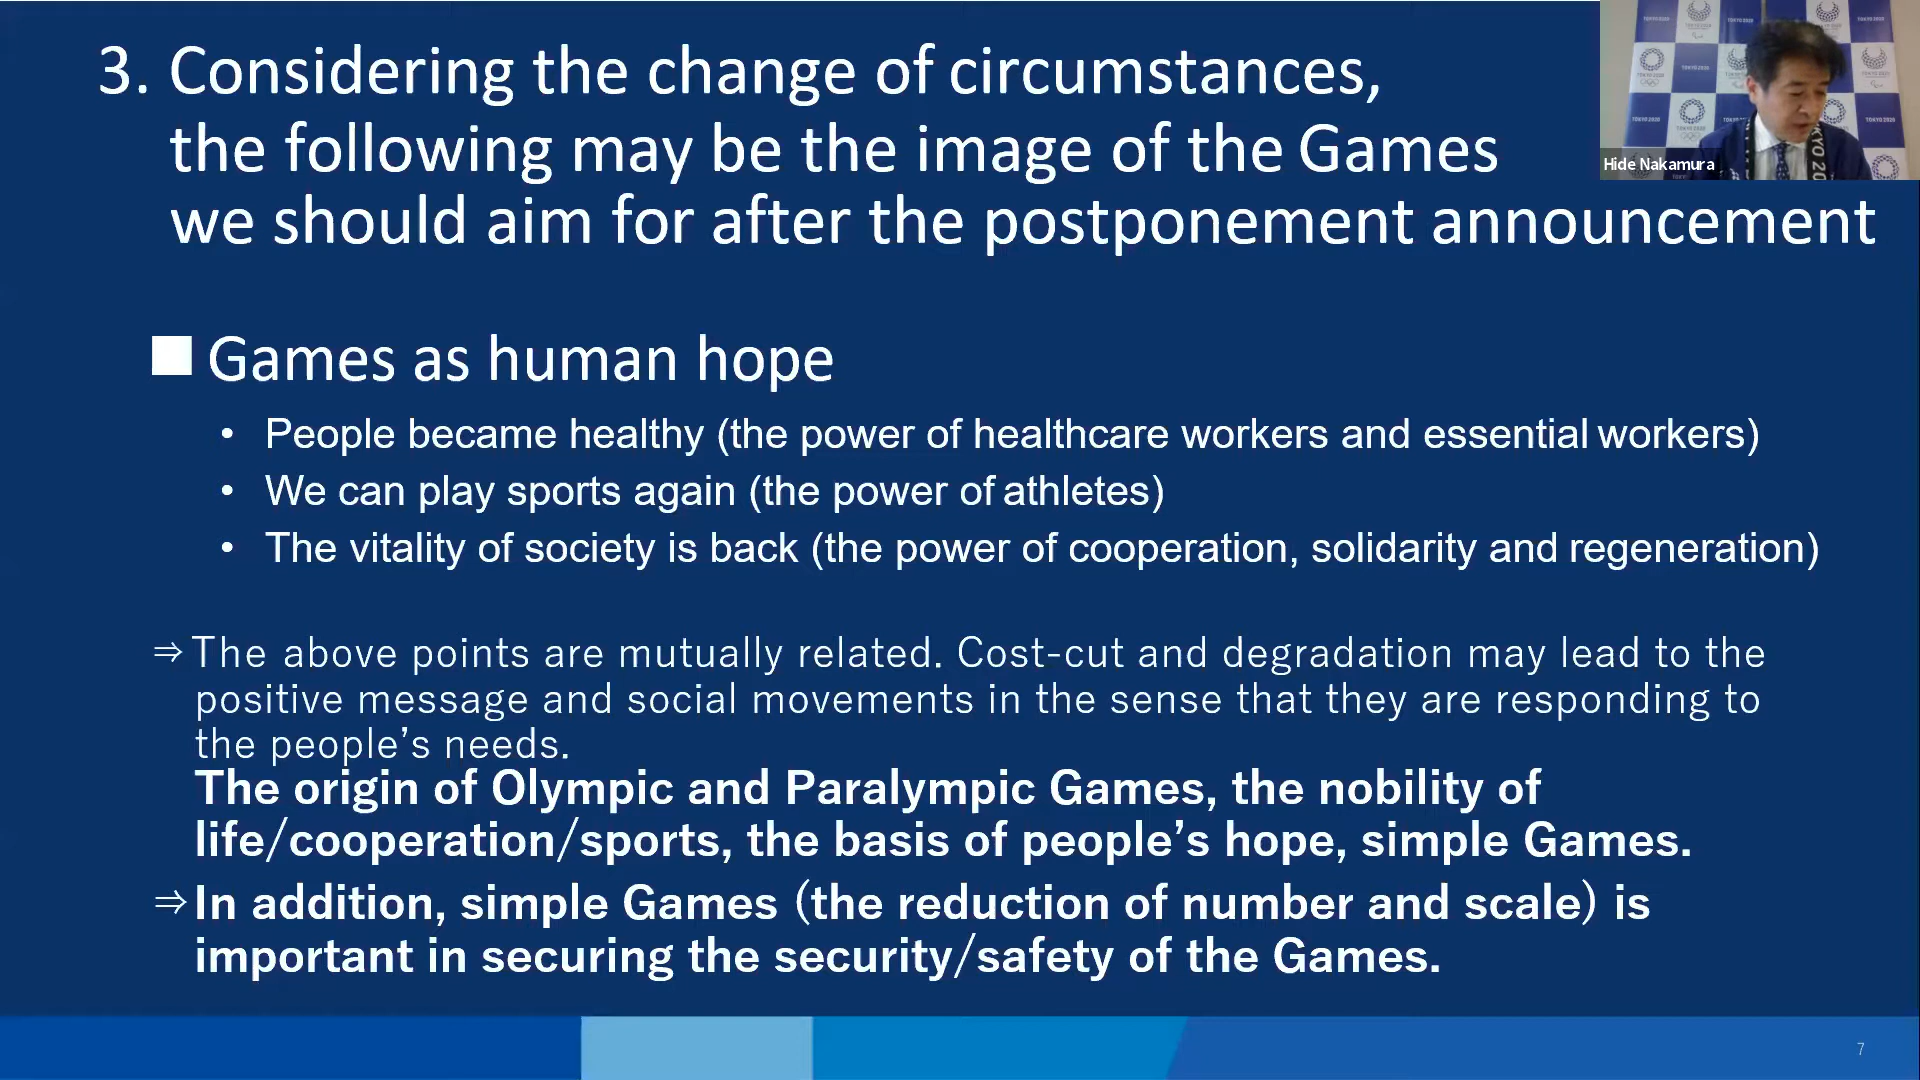 3. Considering the change of circumstances,
the following may be the image of the Games
we should aim for after the postponement announcement
Hide Nakamura
TOKYO 2020
■ Games as human hope
• People became healthy (the power of healthcare workers and essential workers)
• We can play sports again (the power of athletes)
• The vitality of society is back (the power of cooperation, solidarity and regeneration)
⇒ The above points are mutually related. Cost-cut and degradation may lead to the
positive message and social movements in the sense that they are responding to
the people’s needs.
The origin of Olympic and Paralympic Games, the nobility of
life/cooperation/sports, the basis of people’s hope, simple Games.
⇒ In addition, simple Games (the reduction of number and scale) is
important in securing the security/safety of the Games.
7